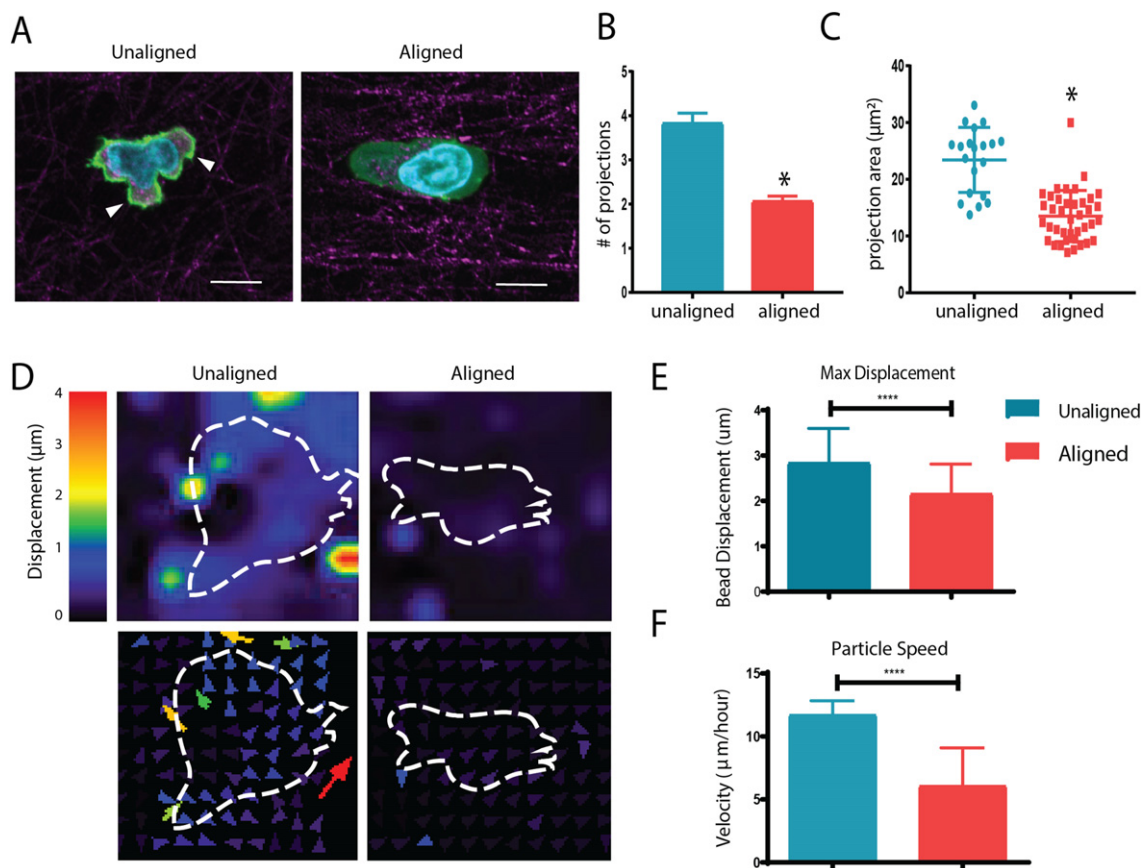 A
Unaligned
Aligned
B
# of projections
5
4
3
2
1
0
*
unaligned
aligned
C
projection area (µm²)
40
30
20
10
0
*
unaligned
aligned
D
Unaligned
Aligned
Displacement (µm)
4
3
2
1
0
E
Max Displacement
****
Bead Displacement (um)
4
3
2
1
0
Unaligned
Aligned
F
Particle Speed
****
Velocity ( µ m/hour)
15
10
5
0